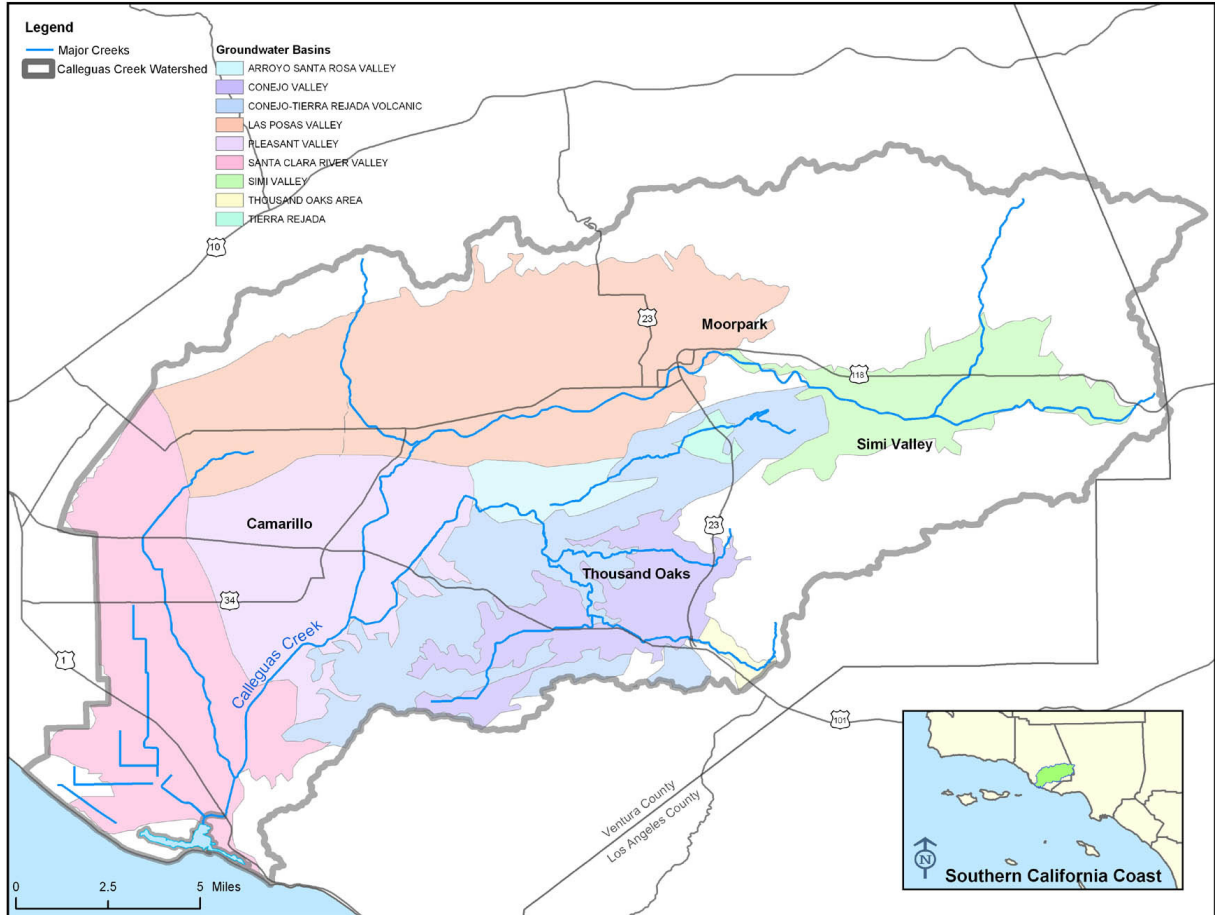 Legend
Major Creeks
Calleguas Creek Watershed
Groundwater Basins
ARROYO SANTA ROSA VALLEY
CONEJO VALLEY
CONEJO-TIERRA REJADA VOLCANIC
LAS POSAS VALLEY
PLEASANT VALLEY
SANTA CLARA RIVER VALLEY
SIMI VALLEY
THOUSAND OAKS AREA
TIERRA REJADA
10
23
Moorpark
118
Simi Valley
Camarillo
23
Thousand Oaks
34
Calleguas Creek
1
101
Ventura County
Los Angeles County
0 2.5 5 Miles
N
Southern California Coast